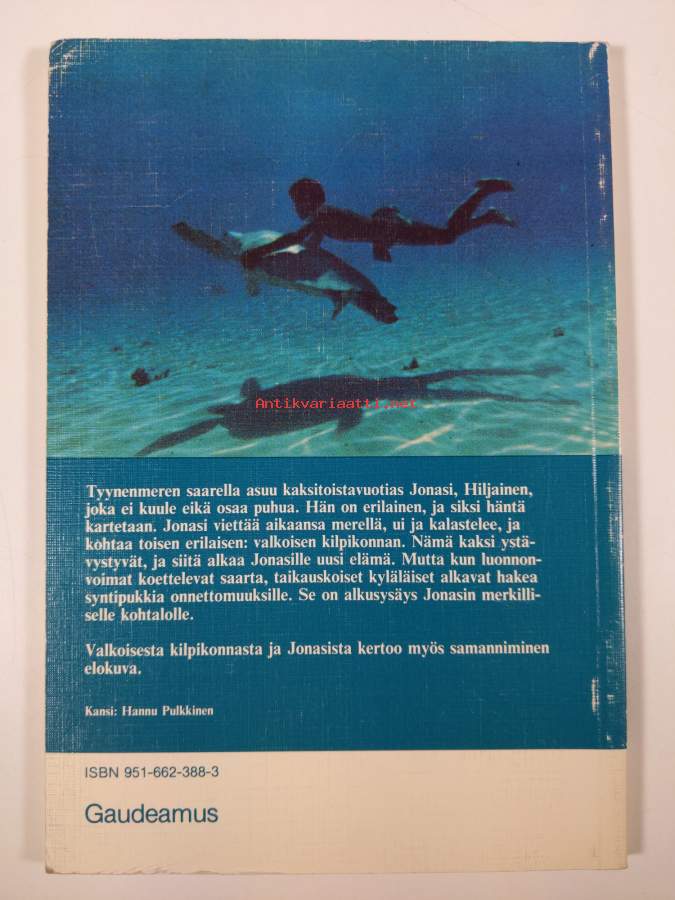 Antikvariaatti.net
Tyynenmeren saarella asuu kaksitoistavuotias Jonasi, Hiljainen,
joka ei kuule eikä osaa puhua. Hän on erilainen, ja siksi häntä
kartetaan. Jonasi viettää aikaansa merellä, ui ja kalastelee, ja
kohtaa toisen erilaisen: valkoisen kilpikonnan. Nämä kaksi ystä-
vystyvät, ja siitä alkaa Jonasille uusi elämä. Mutta kun luonnon-
voimat koettelevat saarta, taikauskoiset kyläläiset alkavat hakea
syntipukkia onnettomuuksille. Se on alkusysäys Jonasin merkilli-
selle kohtalolle.
Valkoisesta kilpikonnasta ja Jonasista kertoo myös samanniminen
elokuva.
Kansi: Hannu Pulkkinen
ISBN 951-662-388-3
Gaudeamus